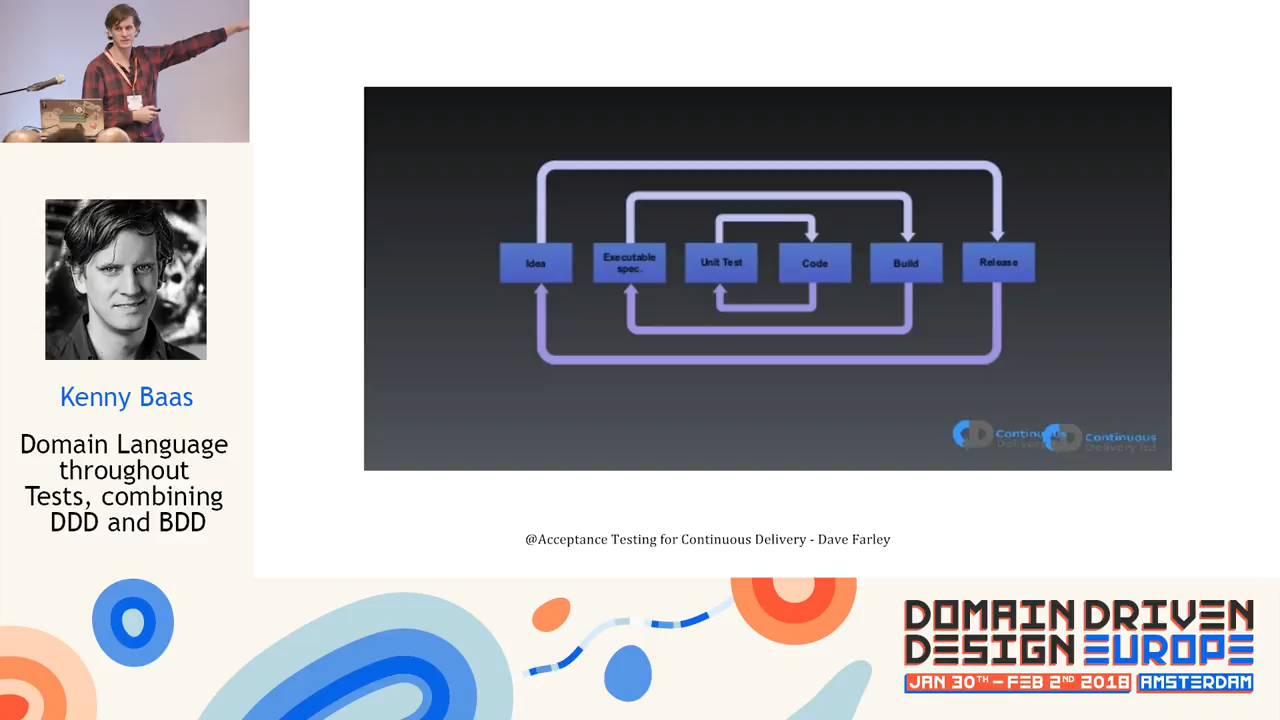 Idea
Executable
spec.
Unit Test
Code
Build
Release
Continuous
Delivery
Continuous
Delivery ltd
@Acceptance Testing for Continuous Delivery - Dave Farley
Kenny Baas
Domain Language
throughout
Tests, combining
DDD and BDD
DOMAIN DRIVEN
DESIGN EUROPE
JAN 30TH - FEB 2ND 2018 AMSTERDAM